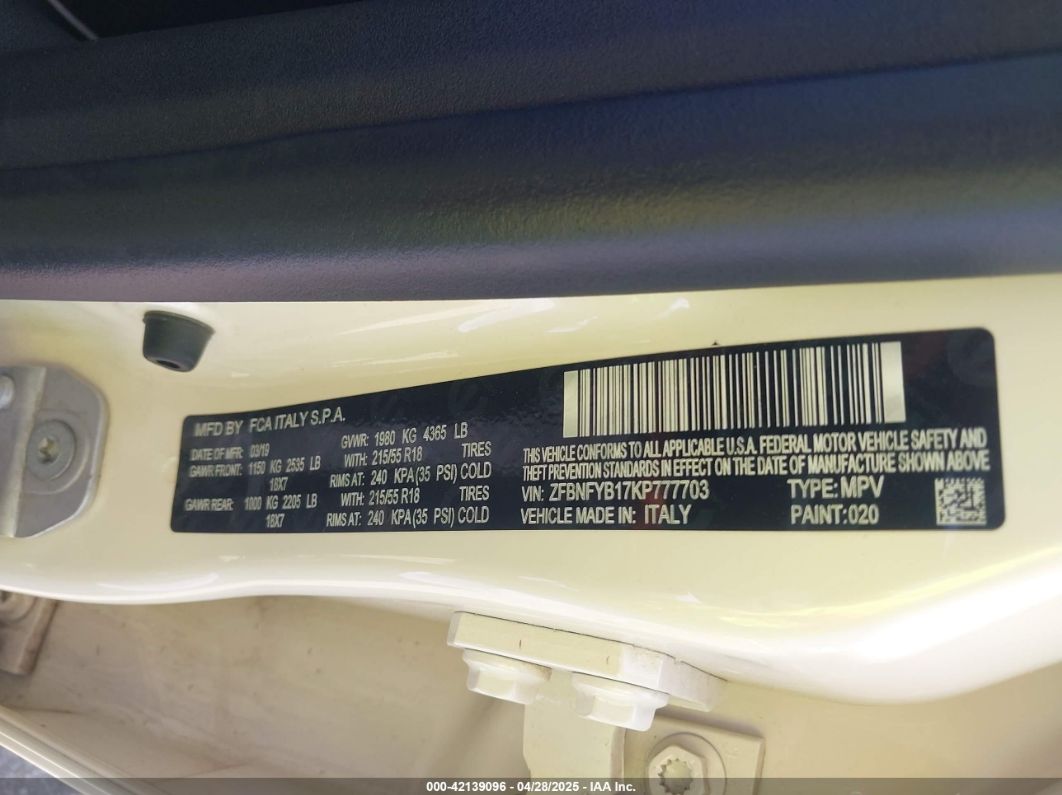 MFD BY FCA ITALY S.P.A.
DATE OF MFR: 03/19 GVWR: 1980 KG 4365 LB
GAWR FRONT: 1150 KG 2535 LB WITH: 215/55 R18 TIRES
18X7 RIMS AT: 240 KPA(35 PSI) COLD
GAWR REAR: 1000 KG 2205 LB WITH: 215/55 R18 TIRES
18X7 RIMS AT: 240 KPA(35 PSI) COLD
THIS VEHICLE CONFORMS TO ALL APPLICABLE U.S.A. FEDERAL MOTOR VEHICLE SAFETY AND
THEFT PREVENTION STANDARDS IN EFFECT ON THE DATE OF MANUFACTURE SHOWN ABOVE
VIN: ZFBNFYB17KP777703 TYPE: MPV
VEHICLE MADE IN: ITALY PAINT: 020
000-42139096 - 04/28/2025 - IAA Inc.